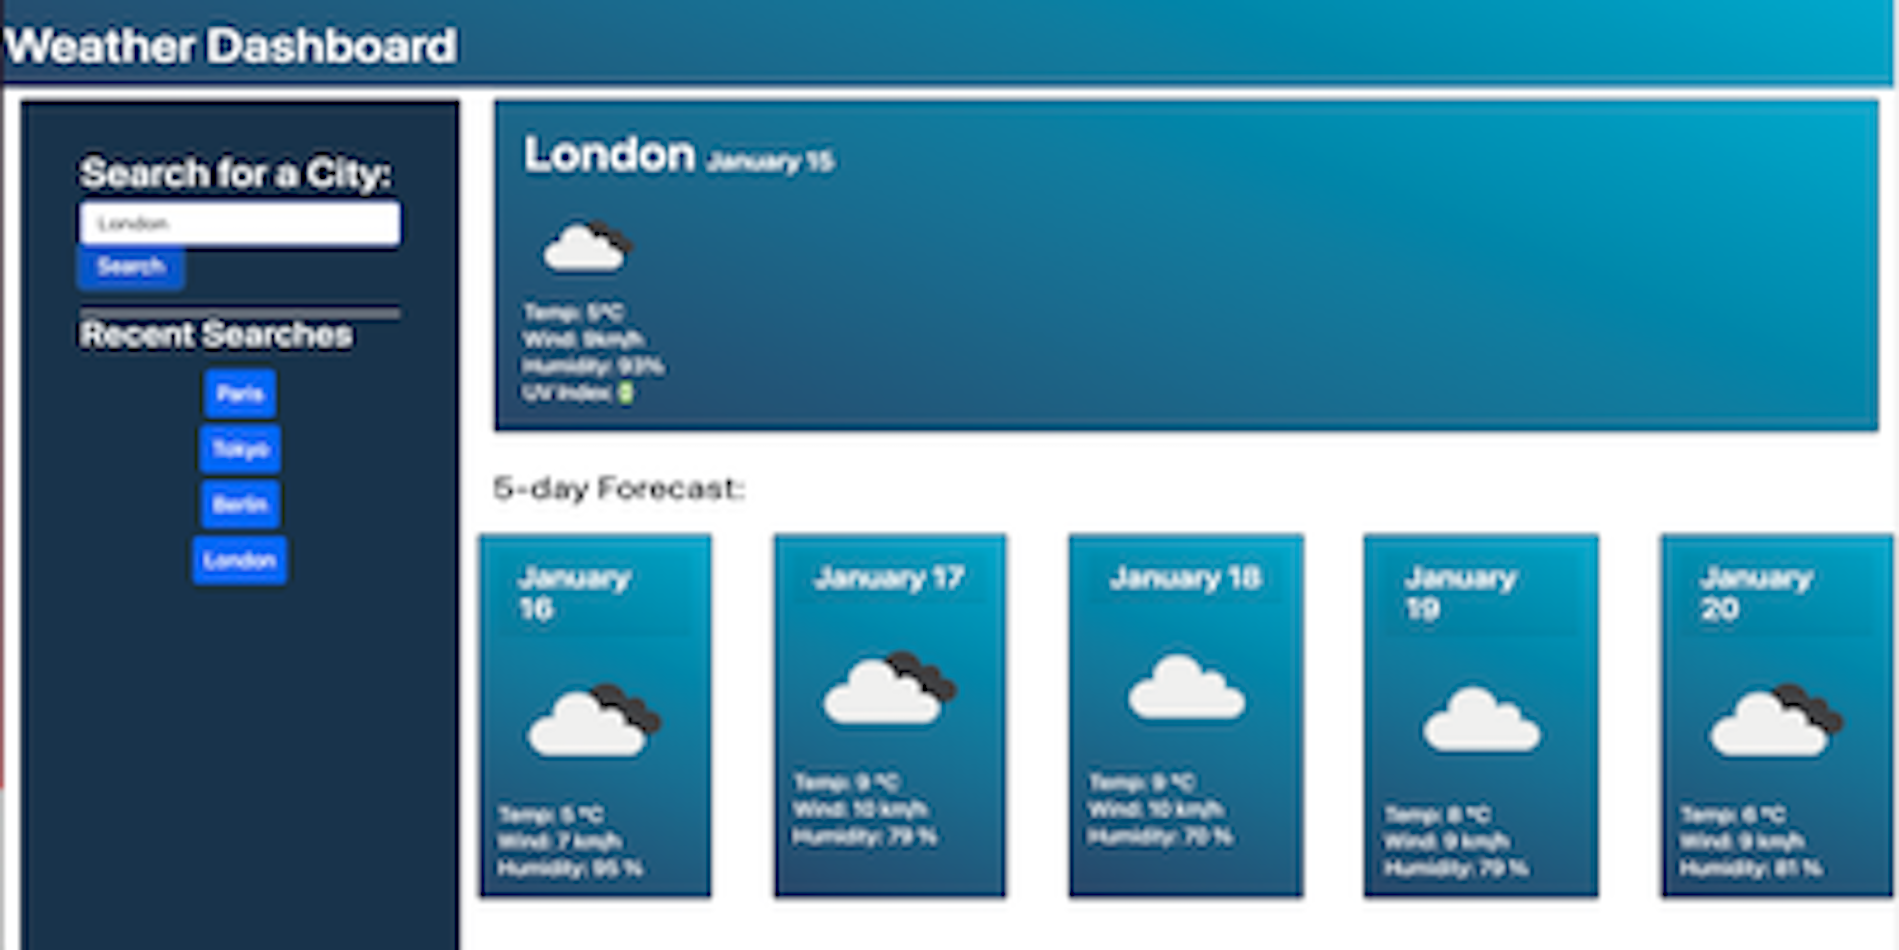 Weather Dashboard
Search for a City:
London
Search
Recent Searches
Paris
Tokyo
Berlin
London
London January 15
Temp: 5°C
Wind: 9km/h
Humidity: 93%
UV Index: 0
5-day Forecast:
January
16
Temp: 5 °C
Wind: 7 km/h
Humidity: 95 %
January 17
Temp: 9 °C
Wind: 10 km/h
Humidity: 79 %
January 18
Temp: 9 °C
Wind: 10 km/h
Humidity: 70 %
January
19
Temp: 8 °C
Wind: 9 km/h
Humidity: 79 %
January
20
Temp: 6 °C
Wind: 9 km/h
Humidity: 81 %